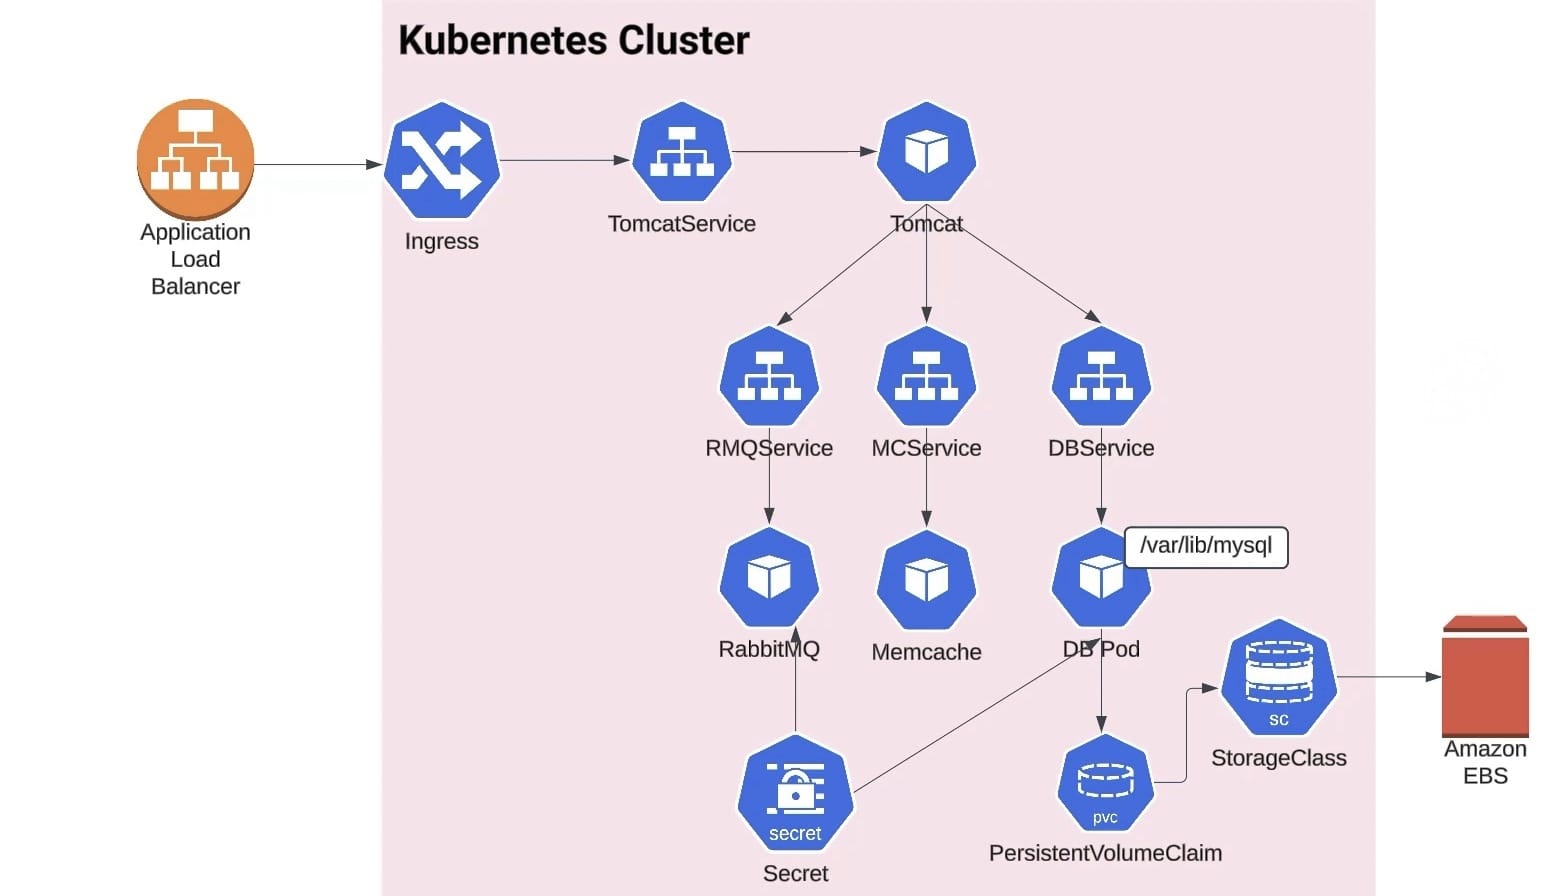 Kubernetes Cluster
Application
Load
Balancer
Ingress
TomcatService
Tomcat
RMQService
MCService
DBService
/var/lib/mysql
RabbitMQ
Memcache
DB Pod
sc
StorageClass
Amazon
EBS
secret
Secret
pvc
PersistentVolumeClaim